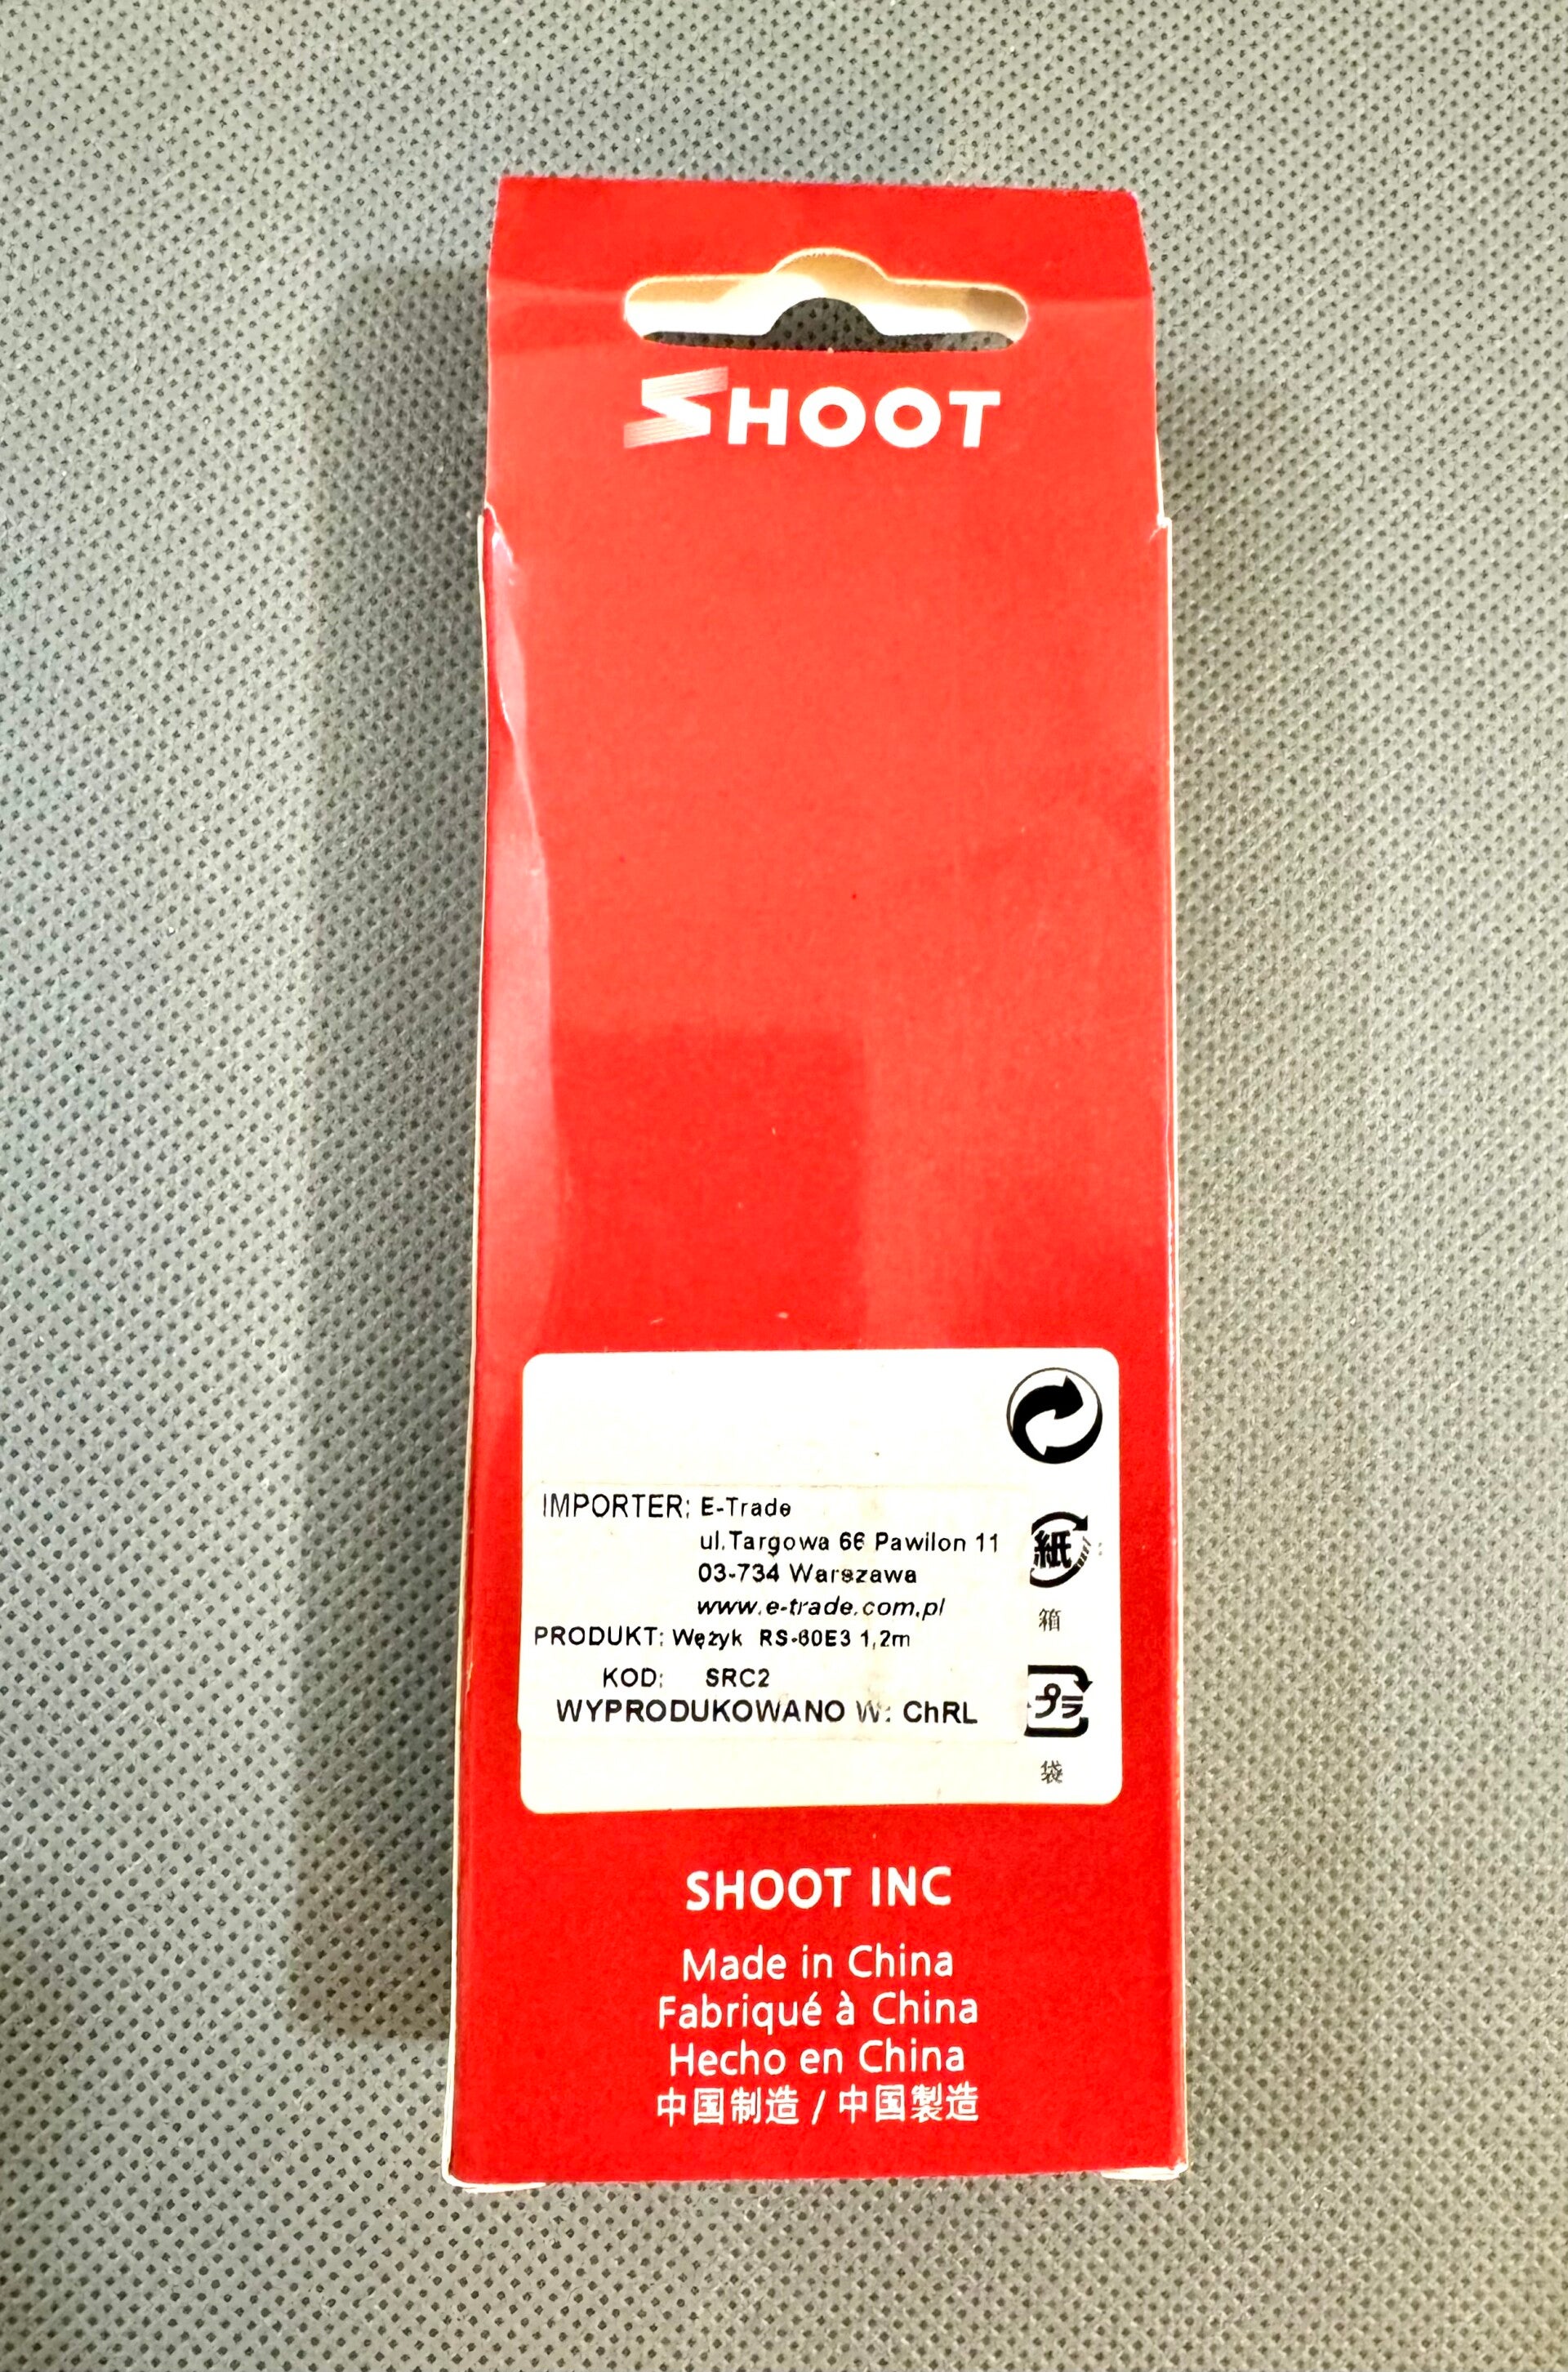 SHOOT
IMPORTER: E-Trade
ul.Targowa 66 Pawilon 11
03-734 Warszawa
www.e-trade.com.pl
PRODUKT: Wężyk RS-60E3 1,2m
KOD: SRC2
WYPRODUKOWANO W: ChRL
紙
箱
プラ
袋
SHOOT INC
Made in China
Fabriqué à China
Hecho en China
中国制造 / 中国製造